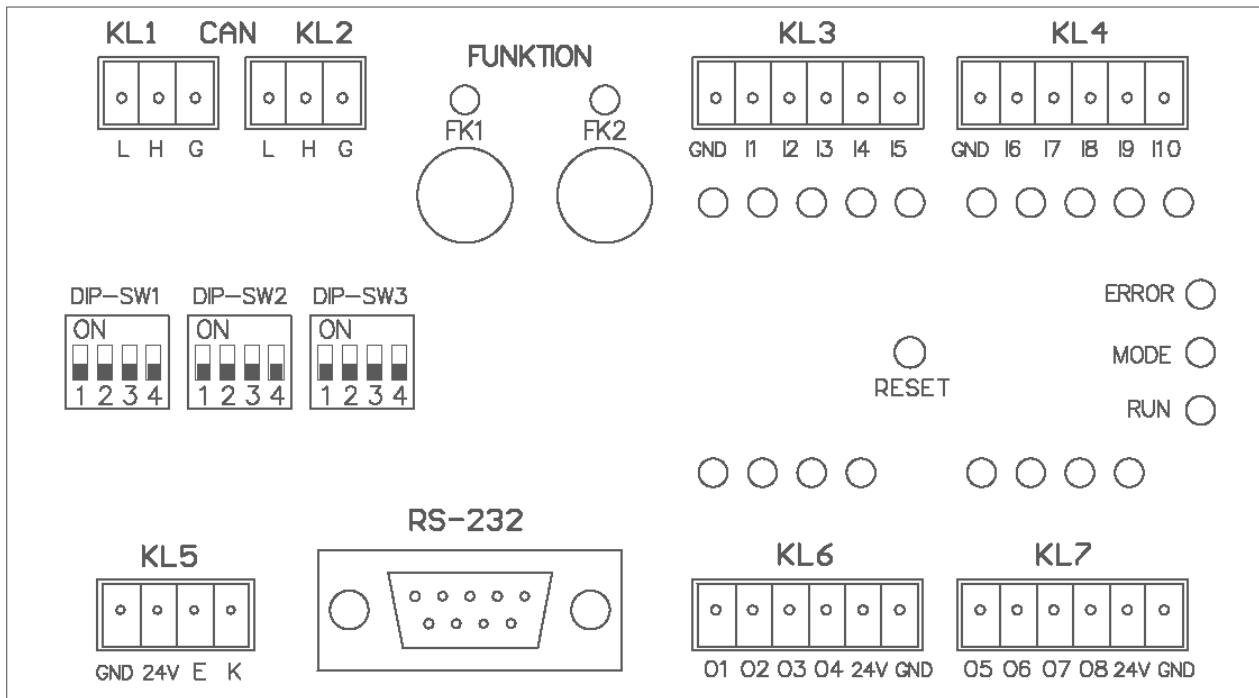 KL1 CAN KL2
FUNKTION
KL3
KL4
FK1 FK2
L H G
L H G
GND I1 I2 I3 I4 I5
GND I6 I7 I8 I9 I10
DIP-SW1 DIP-SW2 DIP-SW3
ON ON ON
1 2 3 4
1 2 3 4
1 2 3 4
ERROR
MODE
RESET
RUN
KL5
RS-232
KL6
KL7
GND 24V E K
O1 O2 O3 O4 24V GND
O5 O6 O7 O8 24V GND